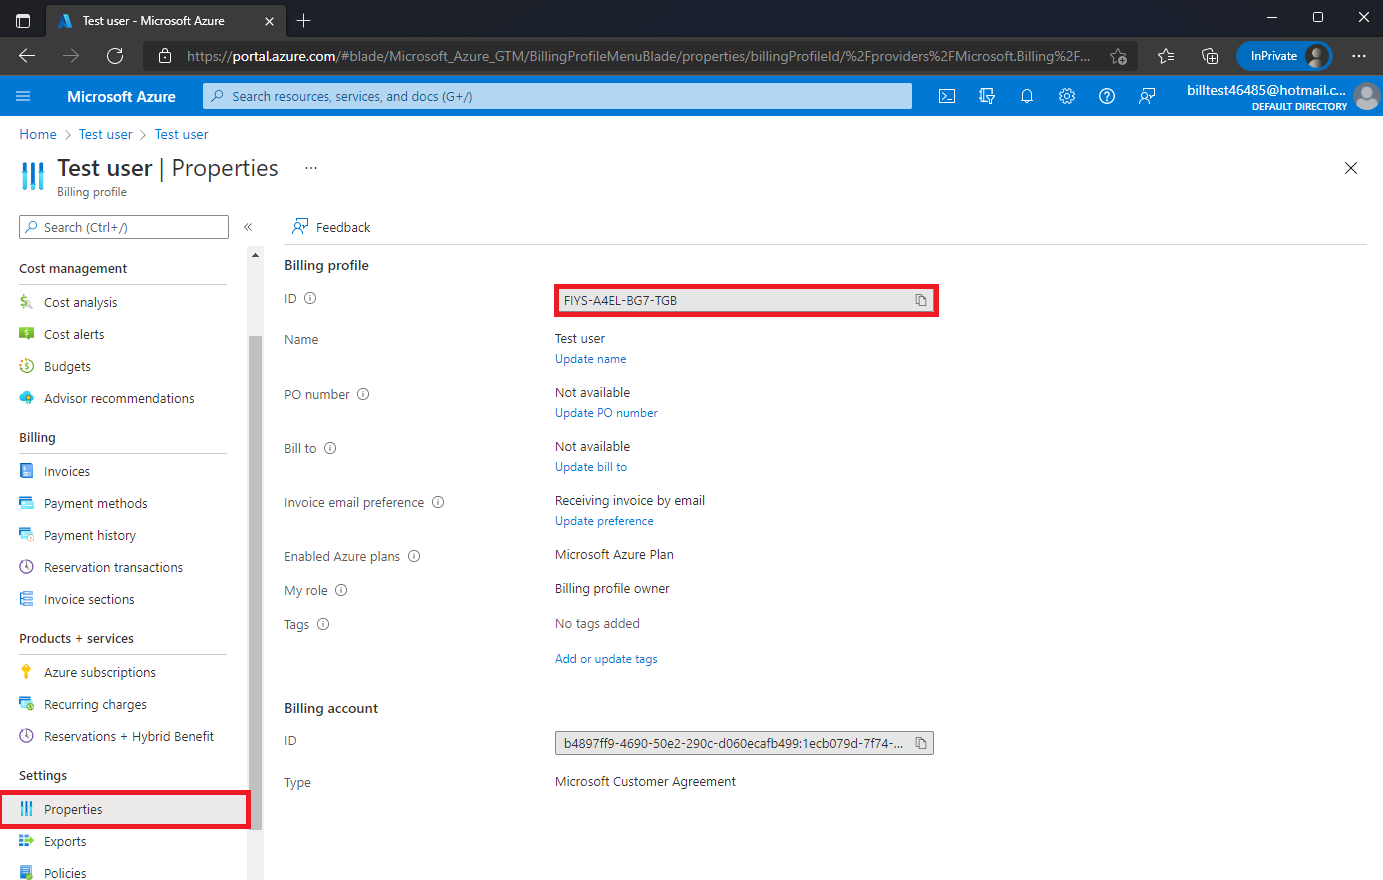 Test user - Microsoft Azure
https://portal.azure.com/#blade/Microsoft_Azure_GTM/BillingProfileMenuBlade/properties/billingProfileId/%2Fproviders%2FMicrosoft.Billing%2F...
InPrivate
Microsoft Azure
Search resources, services, and docs (G+/)
billtest46485@hotmail.c...
DEFAULT DIRECTORY
Home > Test user > Test user
Test user | Properties ...
Billing profile
Search (Ctrl+/)
«
Cost management
Cost analysis
Cost alerts
Budgets
Advisor recommendations
Billing
Invoices
Payment methods
Payment history
Reservation transactions
Invoice sections
Products + services
Azure subscriptions
Recurring charges
Reservations + Hybrid Benefit
Settings
Properties
Exports
Policies
Feedback
Billing profile
ID
FIYS-A4EL-BG7-TGB
Name
Test user
Update name
PO number
Not available
Update PO number
Bill to
Not available
Update bill to
Invoice email preference
Receiving invoice by email
Update preference
Enabled Azure plans
Microsoft Azure Plan
My role
Billing profile owner
Tags
No tags added
Add or update tags
Billing account
ID
b4897ff9-4690-50e2-290c-d060ecafb499:1ecb079d-7f74-...
Type
Microsoft Customer Agreement